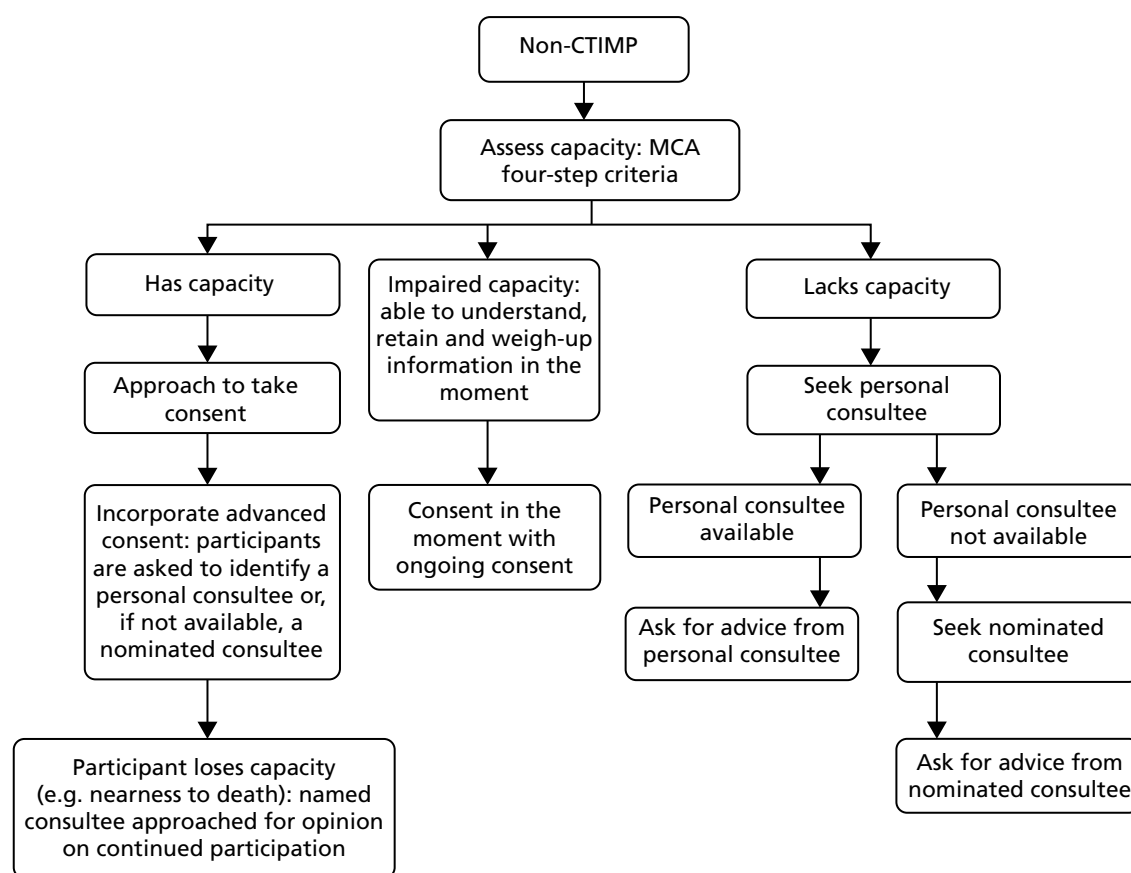 Non-CTIMP
Assess capacity: MCA
four-step criteria
Has capacity
Impaired capacity:
able to understand,
retain and weigh-up
information in the
moment
Lacks capacity
Approach to take
consent
Seek personal
consultee
Incorporate advanced
consent: participants
are asked to identify a
personal consultee or,
if not available, a
nominated consultee
Consent in the
moment with
ongoing consent
Personal consultee
available
Personal consultee
not available
Ask for advice from
personal consultee
Seek nominated
consultee
Participant loses capacity
(e.g. nearness to death): named
consultee approached for opinion
on continued participation
Ask for advice from
nominated consultee